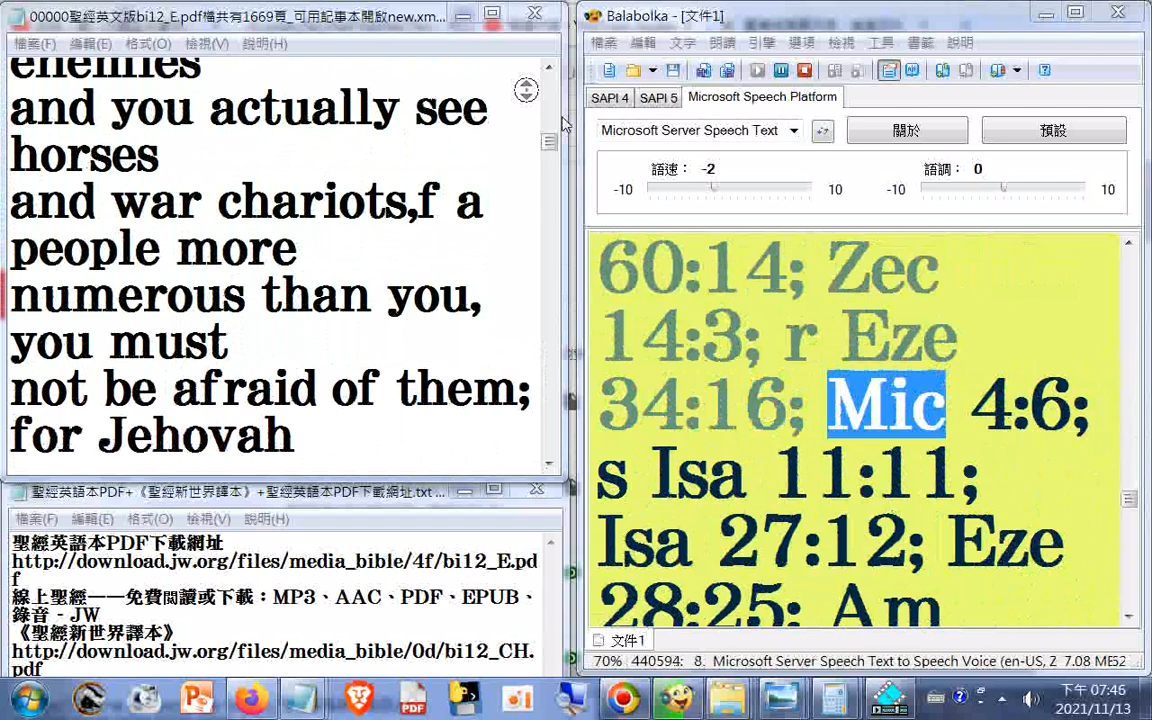 00000聖經英文版bi12_E.pdf檔共有1669頁_可用記事本開啟new.xm...
檔案(F) 編輯(E) 格式(O) 檢視(V) 說明(H)
enemies
and you actually see
horses
and war chariots,f a
people more
numerous than you,
you must
not be afraid of them;
for Jehovah
聖經英語本PDF+《聖經新世界譯本》+聖經英語本PDF下載網址.txt ...
檔案(F) 編輯(E) 格式(O) 檢視(V) 說明(H)
聖經英語本PDF下載網址
http://download.jw.org/files/media_bible/4f/bi12_E.pd
f
線上聖經——免費閱讀或下載：MP3、AAC、PDF、EPUB、
錄音 - JW
《聖經新世界譯本》
http://download.jw.org/files/media_bible/0d/bi12_CH.
pdf
Balabolka - [文件1]
檔案 編輯 文字 朗讀 引擎 選項 檢視 工具 書籤 說明
SAPI 4 SAPI 5 Microsoft Speech Platform
Microsoft Server Speech Text 關於 預設
語速： -2 語調： 0
-10 10 -10 10
60:14; Zec
14:3; r Eze
34:16; Mic 4:6;
s Isa 11:11;
Isa 27:12; Eze
28:25; Am
文件1
70% 440594: 8. Microsoft Server Speech Text to Speech Voice (en-US, Z 7.08 ME52
下午 07:46
2021/11/13